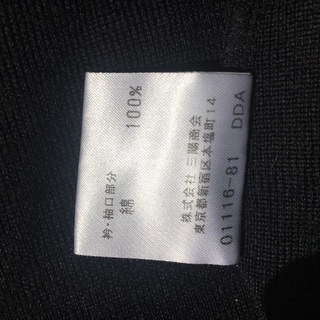 衿・袖口部分
綿 100%
株式会社 三陽商会
東京都新宿区本塩町14
01116-81 DDA